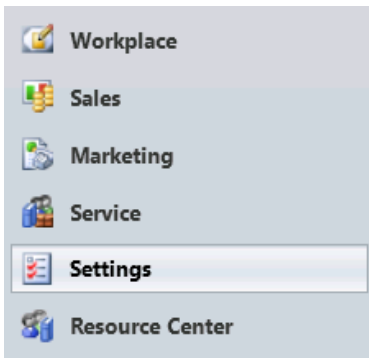 Workplace
Sales
Marketing
Service
Settings
Resource Center